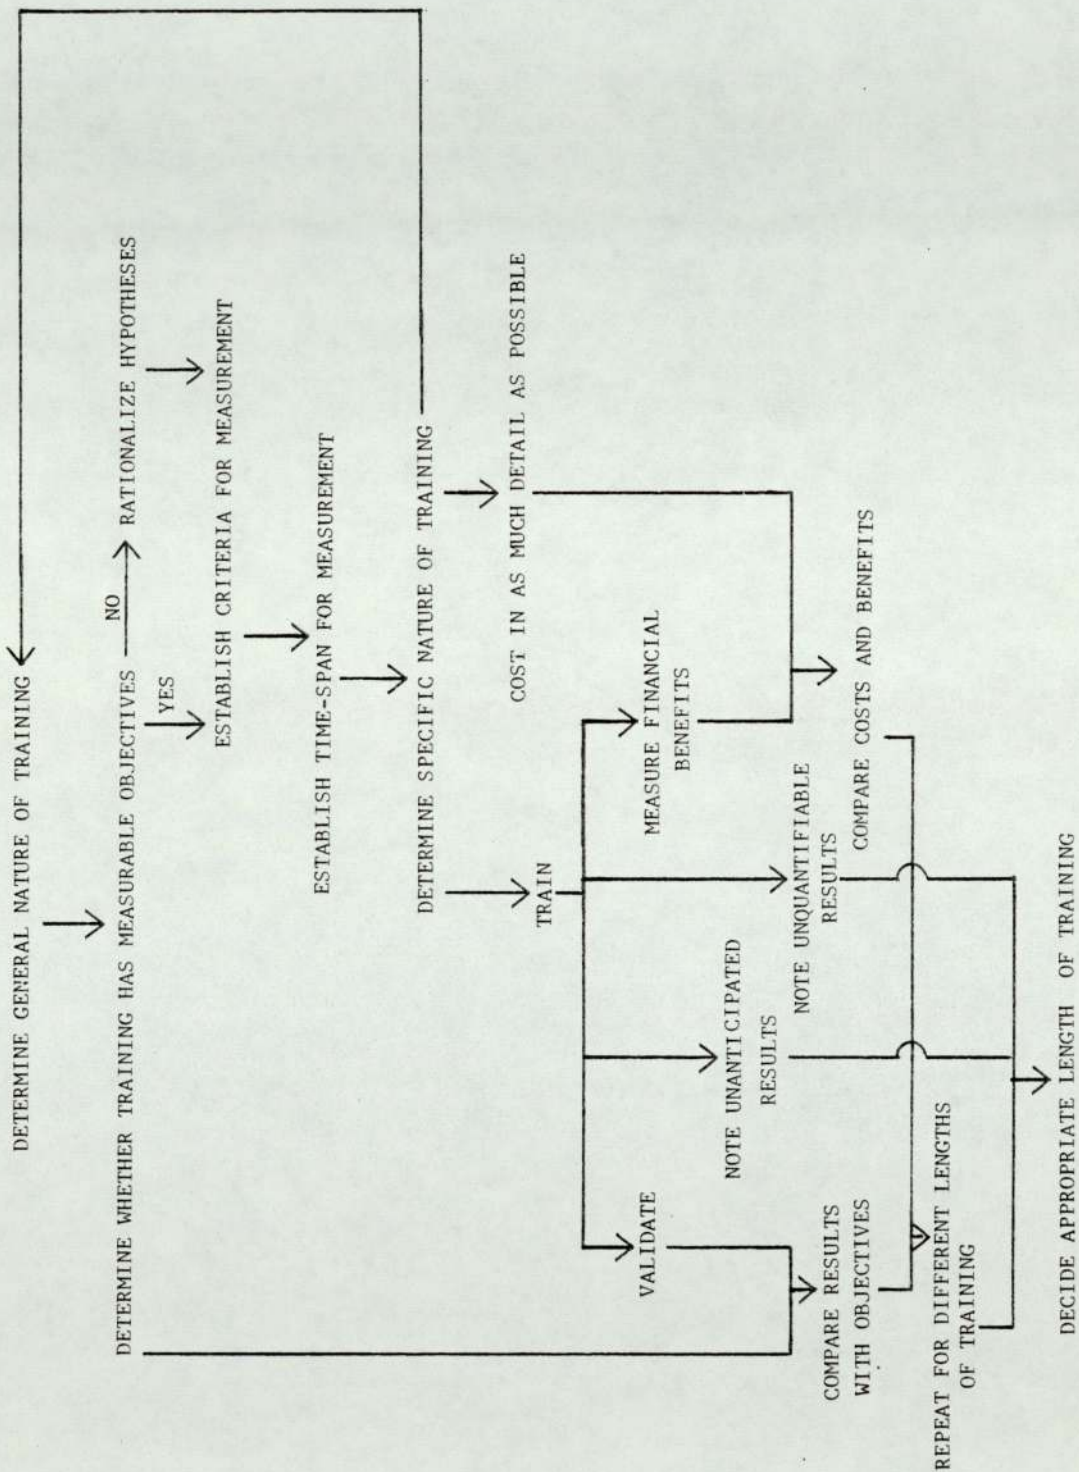 DETERMINE GENERAL NATURE OF TRAINING
DETERMINE WHETHER TRAINING HAS MEASURABLE OBJECTIVES
NO
RATIONALIZE HYPOTHESES
YES
ESTABLISH CRITERIA FOR MEASUREMENT
ESTABLISH TIME-SPAN FOR MEASUREMENT
DETERMINE SPECIFIC NATURE OF TRAINING
COST IN AS MUCH DETAIL AS POSSIBLE
TRAIN
VALIDATE
MEASURE FINANCIAL
BENEFITS
NOTE UNANTICIPATED
RESULTS
NOTE UNQUANTIFIABLE
RESULTS
COMPARE RESULTS
WITH OBJECTIVES
COMPARE COSTS AND BENEFITS
REPEAT FOR DIFFERENT LENGTHS
OF TRAINING
DECIDE APPROPRIATE LENGTH OF TRAINING